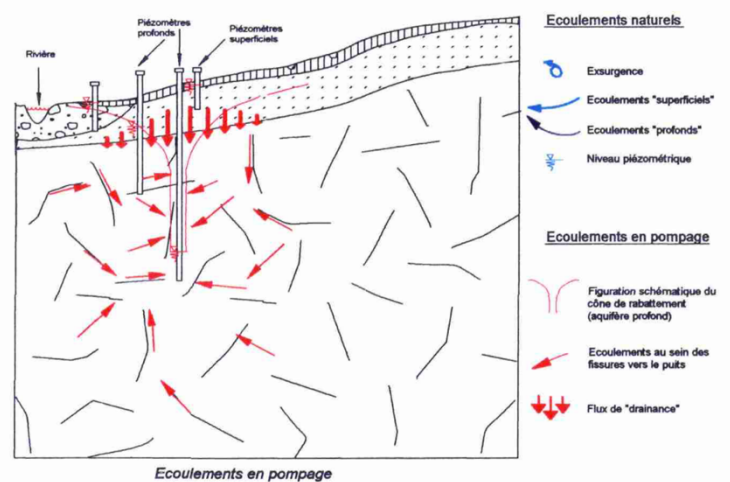 Piézomètres
profonds
Piézomètres
superficiels
Rivière
Ecoulements naturels
Exsurgence
Ecoulements "superficiels"
Ecoulements "profonds"
Niveau piézométrique
Ecoulements en pompage
Figuration schématique du
cône de rabattement
(aquifère profond)
Ecoulements au sein des
fissures vers le puits
Flux de "drainance"
Ecoulements en pompage